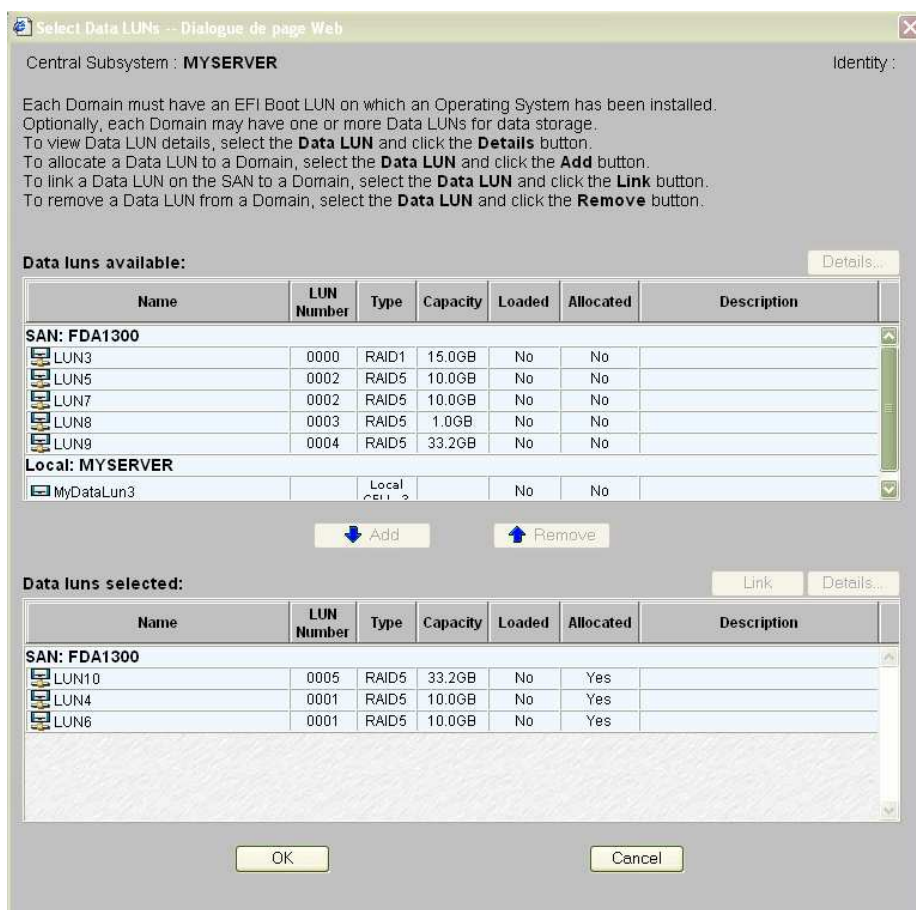 Select Data LUNs -- Dialogue de page Web
Central Subsystem : MYSERVER Identity :
Each Domain must have an EFI Boot LUN on which an Operating System has been installed.
Optionally, each Domain may have one or more Data LUNs for data storage.
To view Data LUN details, select the Data LUN and click the Details button.
To allocate a Data LUN to a Domain, select the Data LUN and click the Add button.
To link a Data LUN on the SAN to a Domain, select the Data LUN and click the Link button.
To remove a Data LUN from a Domain, select the Data LUN and click the Remove button.
Data luns available: Details...
Name LUN Number Type Capacity Loaded Allocated Description
SAN: FDA1300
LUN3 0000 RAID1 15.0GB No No
LUN5 0002 RAID5 10.0GB No No
LUN7 0002 RAID5 10.0GB No No
LUN8 0003 RAID5 1.0GB No No
LUN9 0004 RAID5 33.2GB No No
Local: MYSERVER
MyDataLun3 Local No No
Add Remove
Data luns selected: Link Details...
Name LUN Number Type Capacity Loaded Allocated Description
SAN: FDA1300
LUN10 0005 RAID5 33.2GB No Yes
LUN4 0001 RAID5 10.0GB No Yes
LUN6 0001 RAID5 10.0GB No Yes
OK Cancel